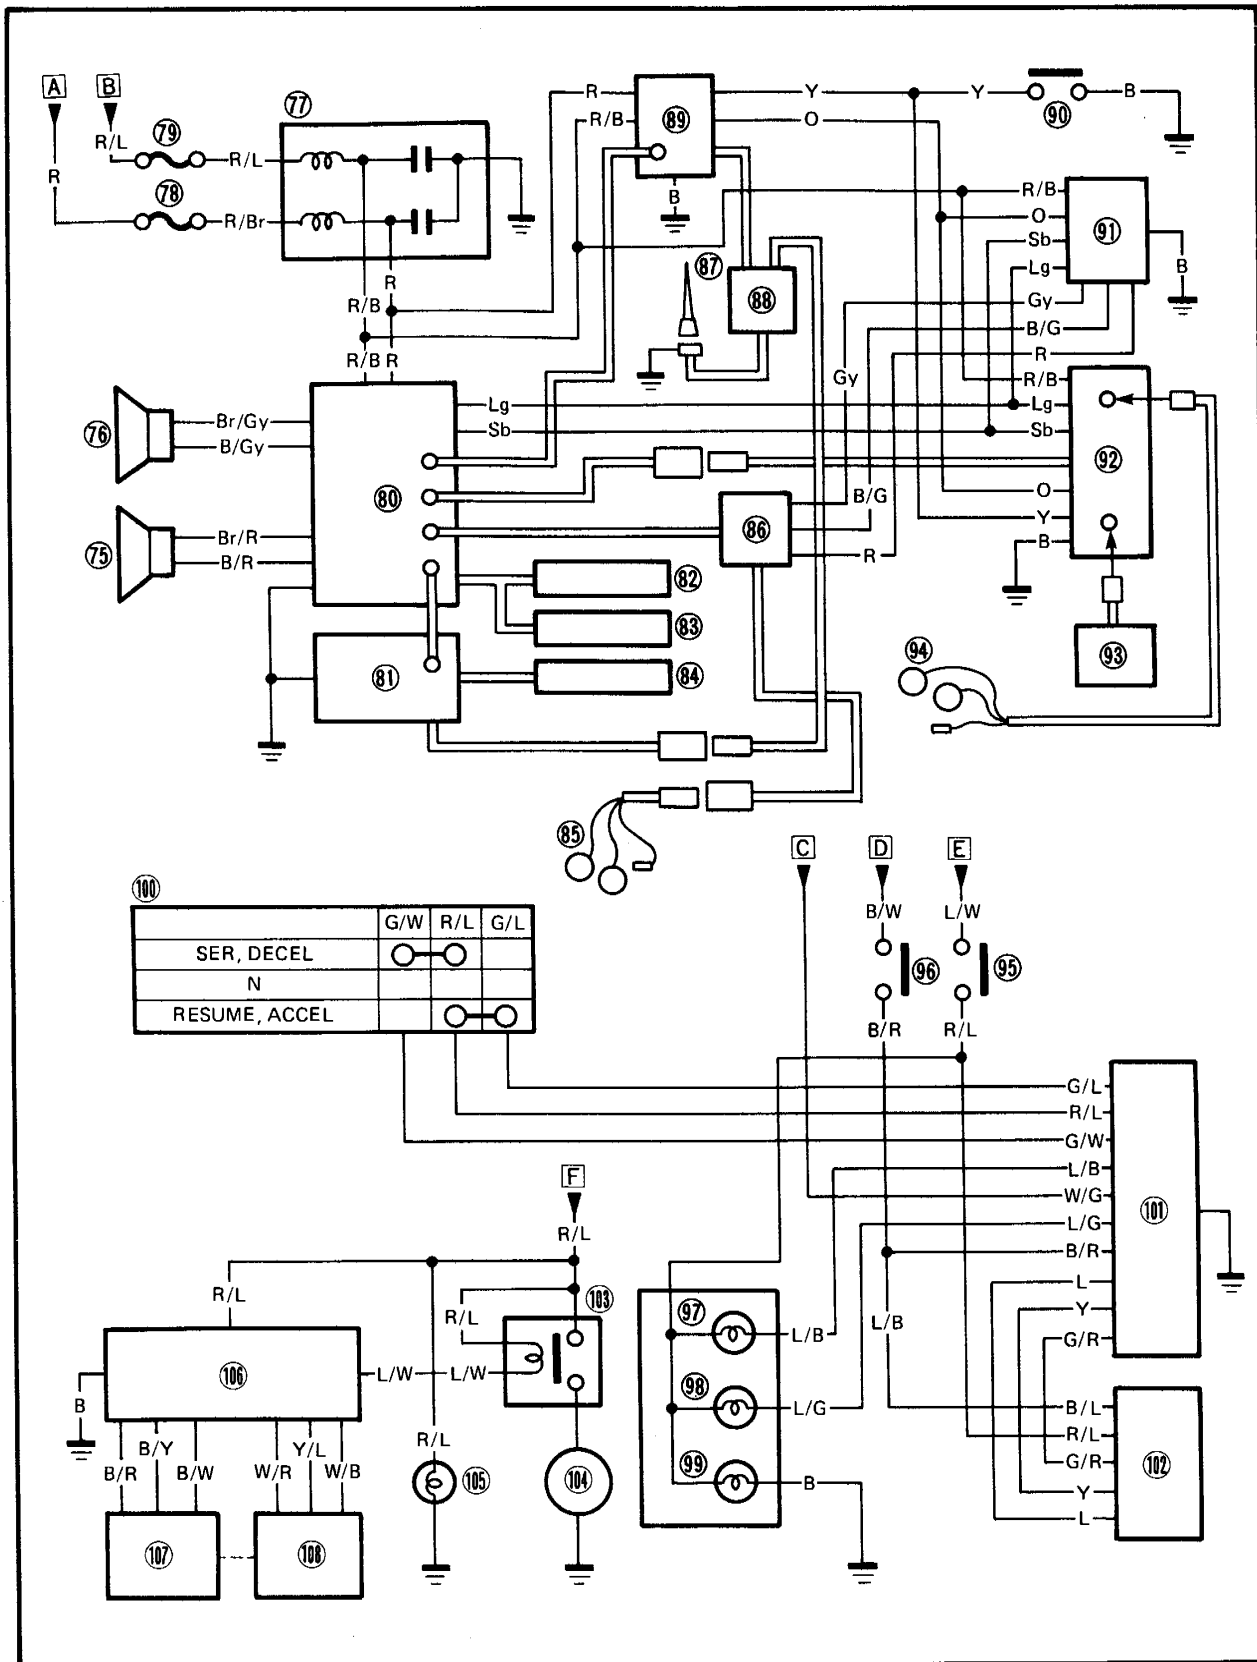 A B
77
79
R/L
R/L
R
78
R/Br
R
R/B
R/B R
R
R/B
89
Y
O
B
Y
90
B
87
88
R/B
O
Sb
Lg
91
B
Gy
B/G
R
R/B
Lg
Sb
92
O
Y
B
Gy
B/G
R
76
Br/Gy
B/Gy
75
Br/R
B/R
80
Lg
Sb
86
82
83
84
81
93
94
85
C D E
B/W L/W
96 95
B/R R/L
100
G/W R/L G/L
SER, DECEL
N
RESUME, ACCEL
G/L
R/L
G/W
L/B
W/G
L/G
B/R
L
Y
G/R
101
F
R/L
R/L
R/L
103
L/W L/W
106
B
B/R B/Y B/W W/R Y/L W/B
107 108
R/L
105
104
97
L/B
98
L/G
99
B
L/B
B/L
R/L
G/R
Y
L
102